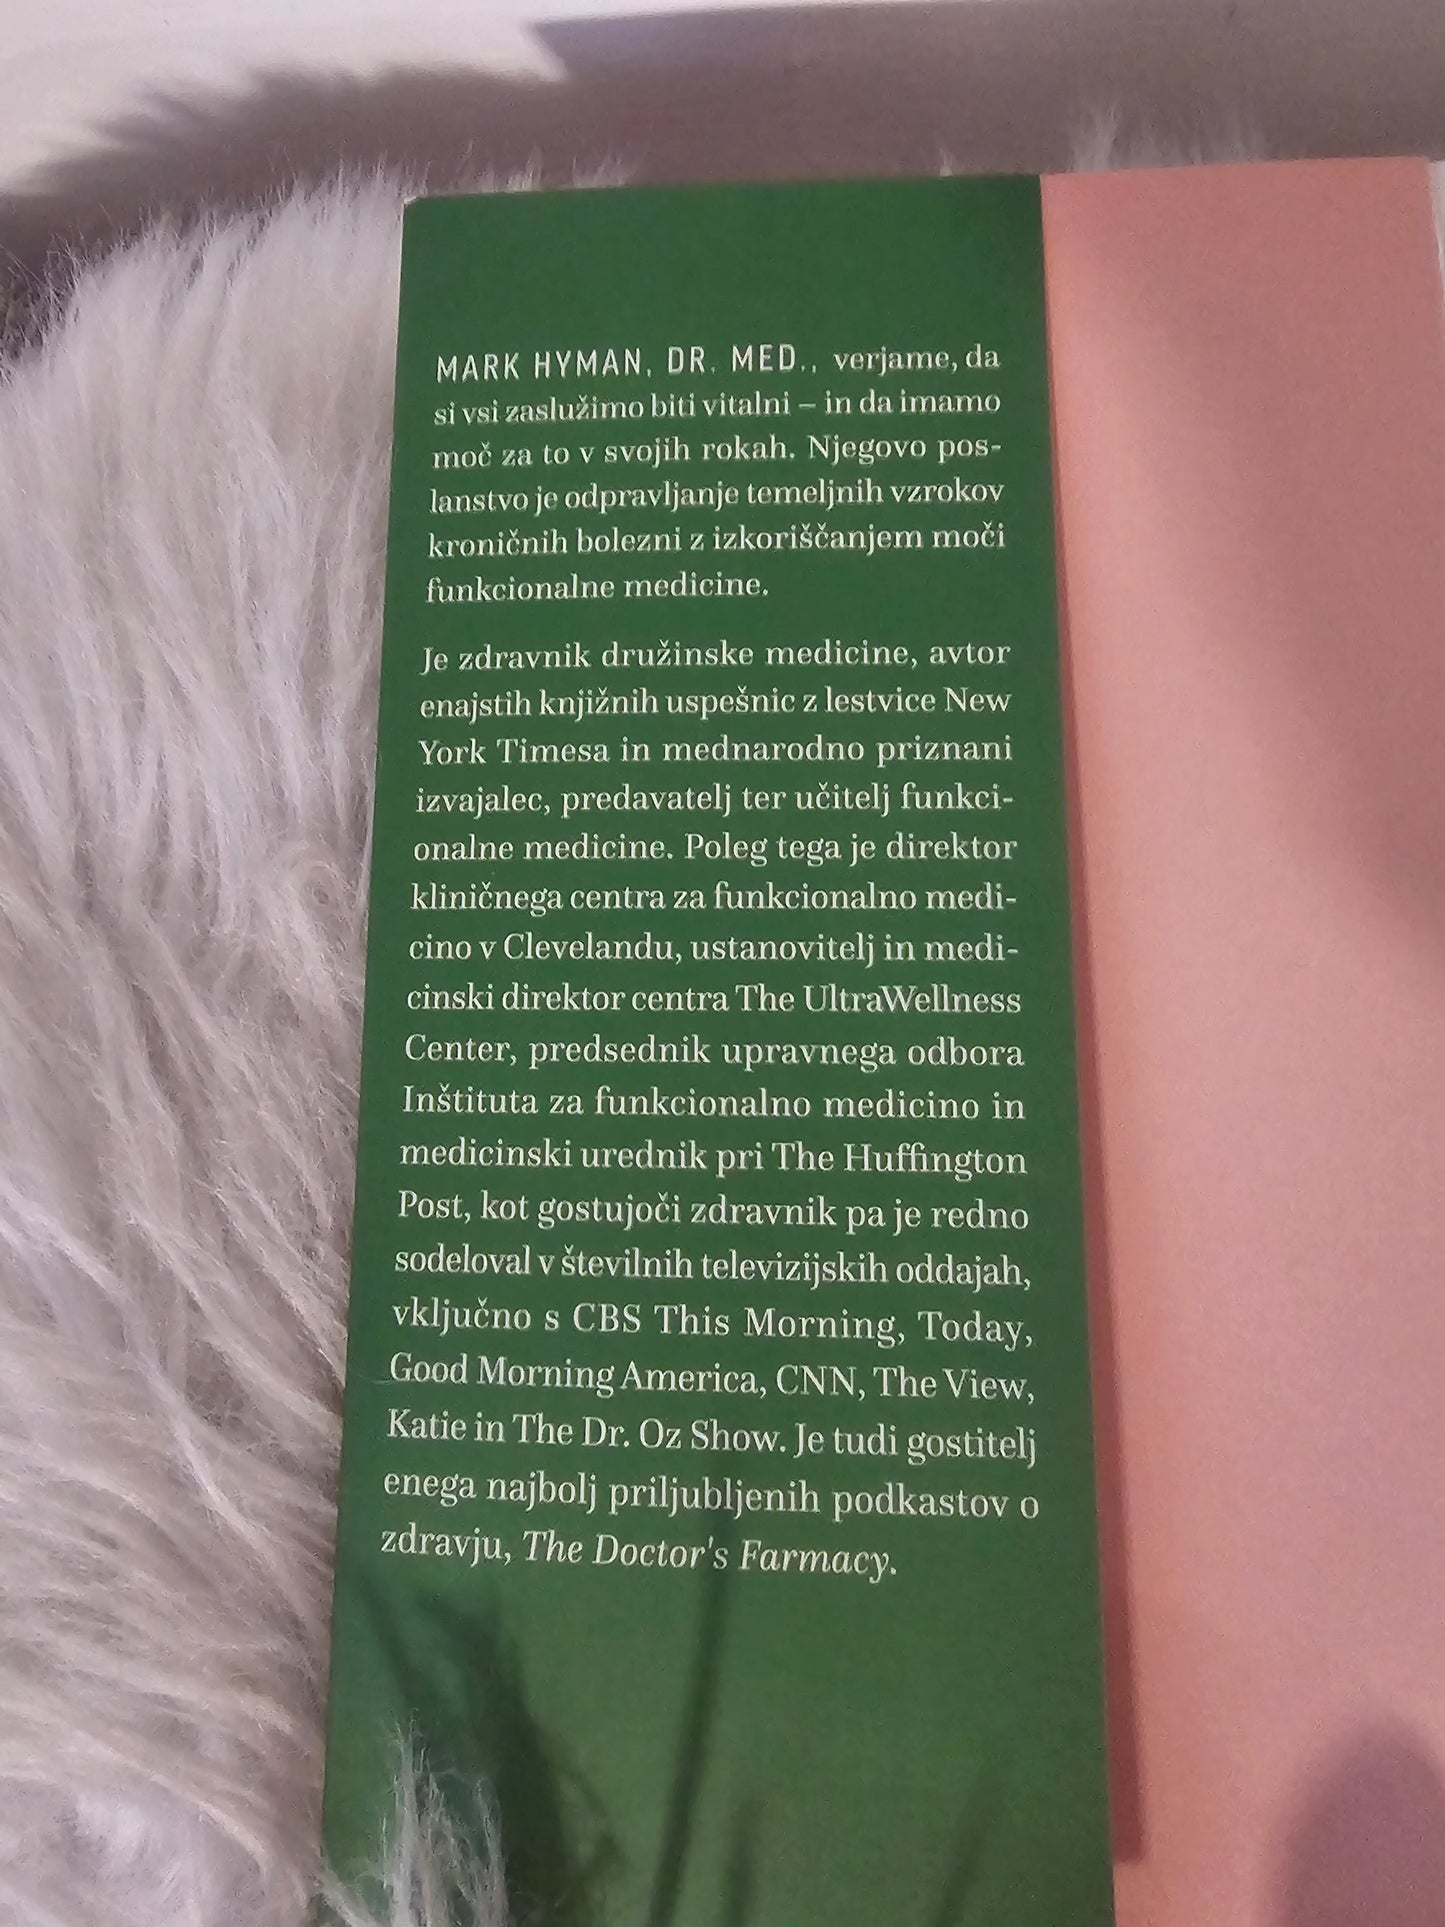 MARK HYMAN, DR. MED., verjame, da
si vsi zaslužimo biti vitalni – in da imamo
moč za to v svojih rokah. Njegovo pos-
lanstvo je odpravljanje temeljnih vzrokov
kroničnih bolezni z izkoriščanjem moči
funkcionalne medicine.
Je zdravnik družinske medicine, avtor
enajstih knjižnih uspešnic z lestvice New
York Timesa in mednarodno priznani
izvajalec, predavatelj ter učitelj funkci-
onalne medicine. Poleg tega je direktor
kliničnega centra za funkcionalno medi-
cino v Clevelandu, ustanovitelj in medi-
cinski direktor centra The UltraWellness
Center, predsednik upravnega odbora
Inštituta za funkcionalno medicino in
medicinski urednik pri The Huffington
Post, kot gostujoči zdravnik pa je redno
sodeloval v številnih televizijskih oddajah,
vključno s CBS This Morning, Today,
Good Morning America, CNN, The View,
Katie in The Dr. Oz Show. Je tudi gostitelj
enega najbolj priljubljenih podkastov o
zdravju, The Doctor's Farmacy.